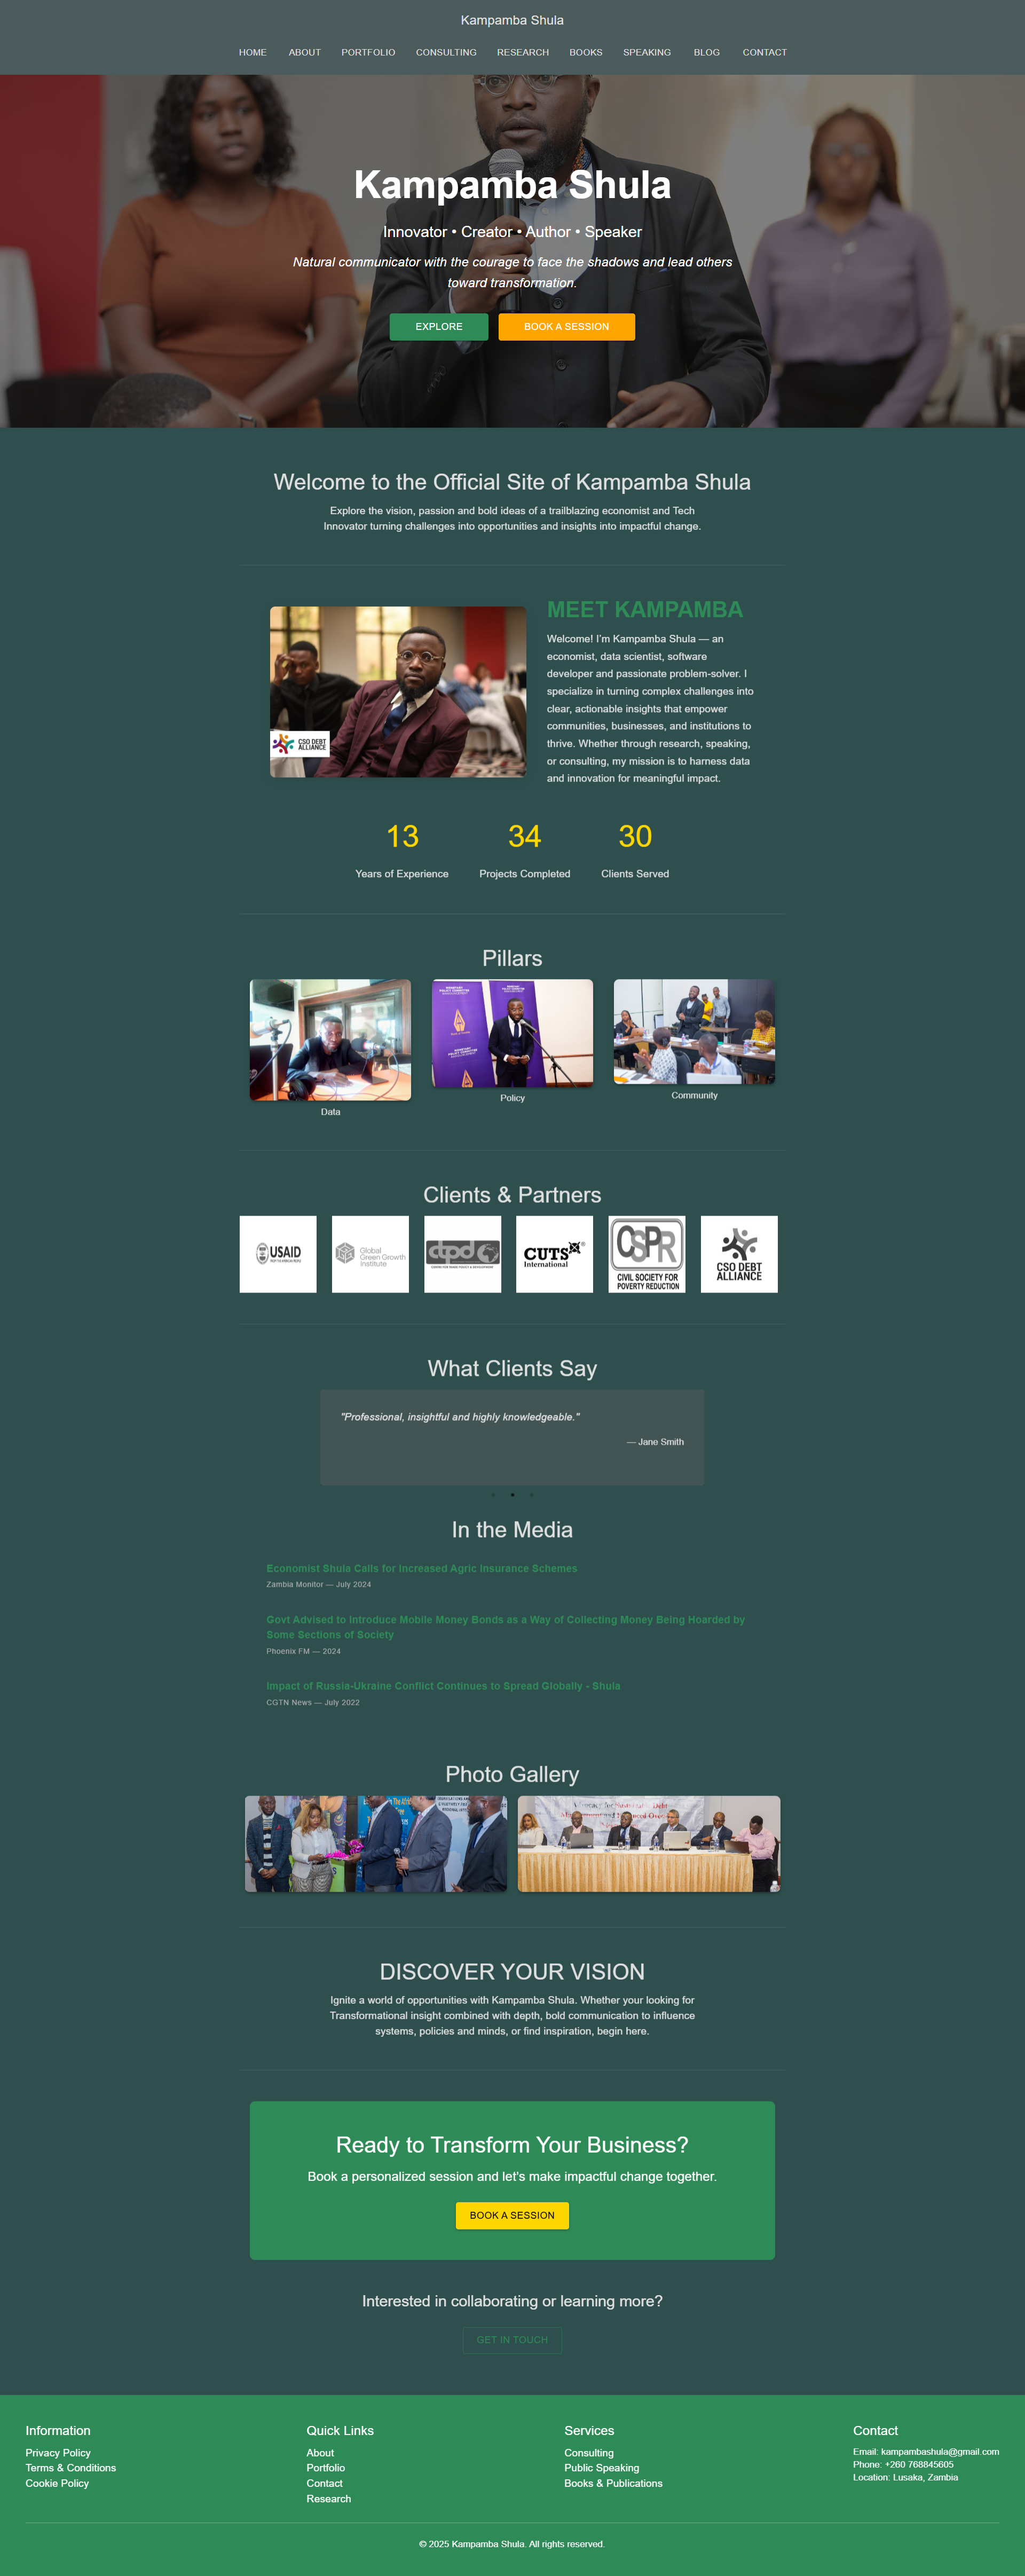 Kampamba Shula
HOME ABOUT PORTFOLIO CONSULTING RESEARCH BOOKS SPEAKING BLOG CONTACT
Kampamba Shula
Innovator • Creator • Author • Speaker
Natural communicator with the courage to face the shadows and lead others
toward transformation.
EXPLORE BOOK A SESSION
Welcome to the Official Site of Kampamba Shula
Explore the vision, passion and bold ideas of a trailblazing economist and Tech
Innovator turning challenges into opportunities and insights into impactful change.
CSO DEBT
ALLIANCE
MEET KAMPAMBA
Welcome! I'm Kampamba Shula — an
economist, data scientist, software
developer and passionate problem-solver. I
specialize in turning complex challenges into
clear, actionable insights that empower
communities, businesses, and institutions to
thrive. Whether through research, speaking,
or consulting, my mission is to harness data
and innovation for meaningful impact.
13 34 30
Years of Experience Projects Completed Clients Served
Pillars
Data
Policy
Community
Clients & Partners
USAID
FROM THE AMERICAN PEOPLE
Global
Green Growth
Institute
ctpd
CUTS®
International
CSPR
CIVIL SOCIETY FOR
POVERTY REDUCTION
CSO DEBT
ALLIANCE
What Clients Say
"Professional, insightful and highly knowledgeable."
— Jane Smith
In the Media
Economist Shula Calls for Increased Agric Insurance Schemes
Zambia Monitor — July 2024
Govt Advised to Introduce Mobile Money Bonds as a Way of Collecting Money Being Hoarded by
Some Sections of Society
Phoenix FM — 2024
Impact of Russia-Ukraine Conflict Continues to Spread Globally - Shula
CGTN News — July 2022
Photo Gallery
DISCOVER YOUR VISION
Ignite a world of opportunities with Kampamba Shula. Whether your looking for
Transformational insight combined with depth, bold communication to influence
systems, policies and minds, or find inspiration, begin here.
Ready to Transform Your Business?
Book a personalized session and let's make impactful change together.
BOOK A SESSION
Interested in collaborating or learning more?
GET IN TOUCH
Information
Privacy Policy
Terms & Conditions
Cookie Policy
Quick Links
About
Portfolio
Contact
Research
Services
Consulting
Public Speaking
Books & Publications
Contact
Email: kampambashula@gmail.com
Phone: +260 768845605
Location: Lusaka, Zambia
© 2025 Kampamba Shula. All rights reserved.